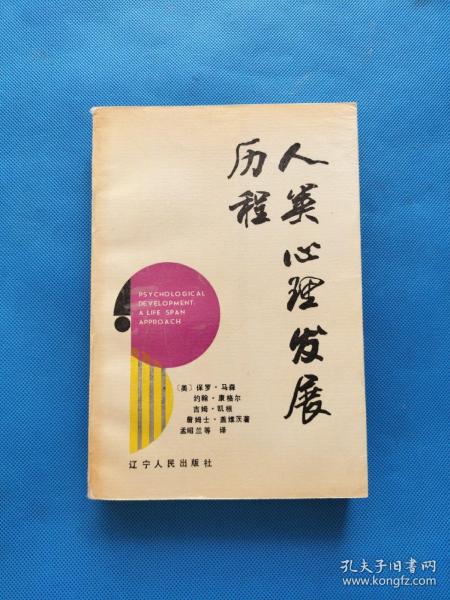 人类心理发展
历程
PSYCHOLOGICAL
DEVELOPMENT:
A LIFE SPAN
APPROACH
〔美〕保罗·马森
约翰·康格尔
吉姆·凯根
詹姆士·盖维茨著
孟昭兰等 译
辽宁人民出版社
孔夫子旧书网
www.kongfz.com